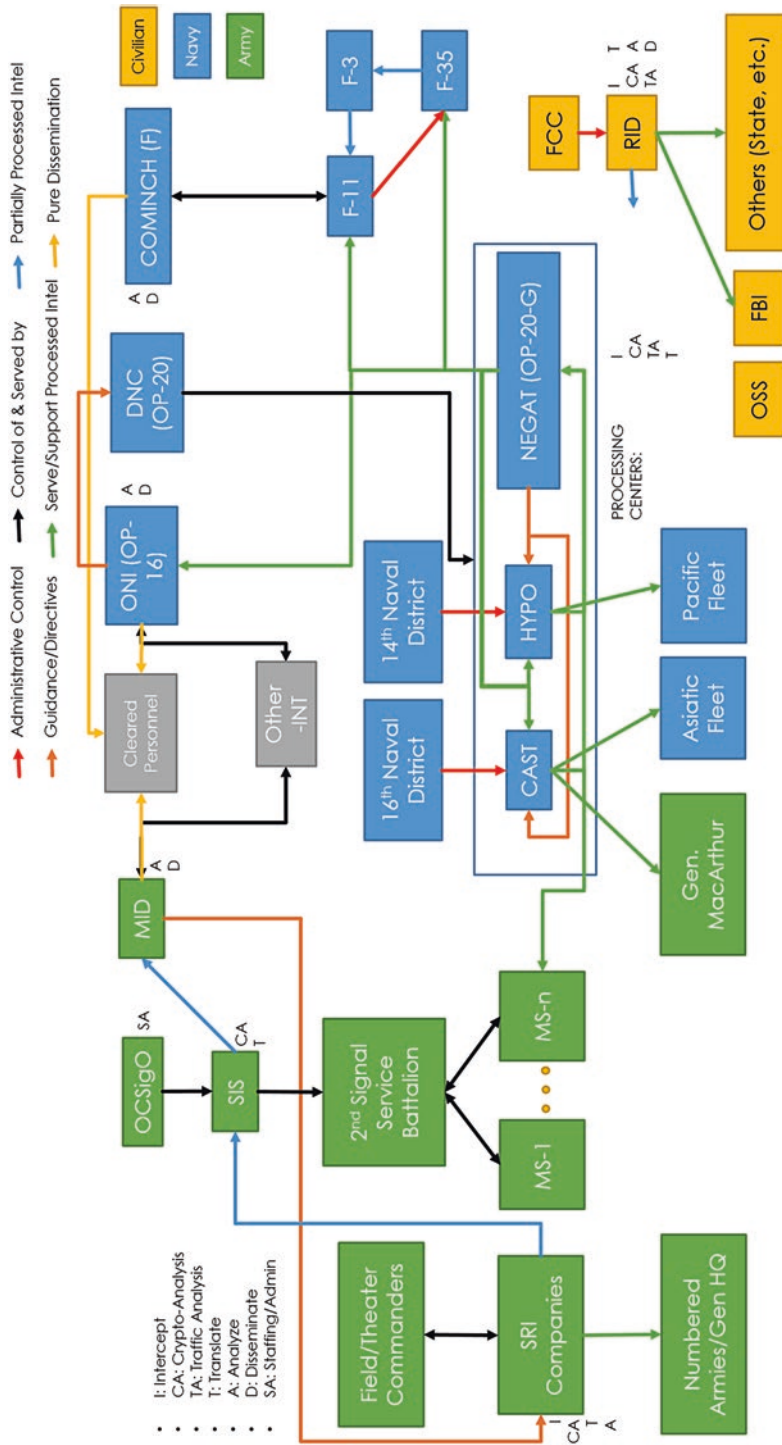 Administrative Control
Control of & Served by
Partially Processed Intel
Guidance/Directives
Serve/Support Processed Intel
Pure Dissemination
Civilian
Navy
Army
I: Intercept
CA: Crypto-Analysis
TA: Traffic Analysis
T: Translate
A: Analyze
D: Disseminate
SA: Staffing/Admin
OCSigO
SA
MID
A
D
Cleared
Personnel
ONI (OP-
16)
A
D
DNC
(OP-20)
COMINCH (F)
A
D
SIS
CA
T
Other
-INT
F-11
F-3
F-35
Field/Theater
Commanders
2nd Signal
Service
Battalion
16th Naval
District
14th Naval
District
SRI
Companies
I
CA
T
A
MS-1
MS-n
CAST
HYPO
NEGAT (OP-20-G)
PROCESSING
CENTERS:
I
CA
TA
T
FCC
RID
I
T
CA
A
TA
D
Numbered
Armies/Gen HQ
Gen.
MacArthur
Asiatic
Fleet
Pacific
Fleet
OSS
FBI
Others (State, etc.)